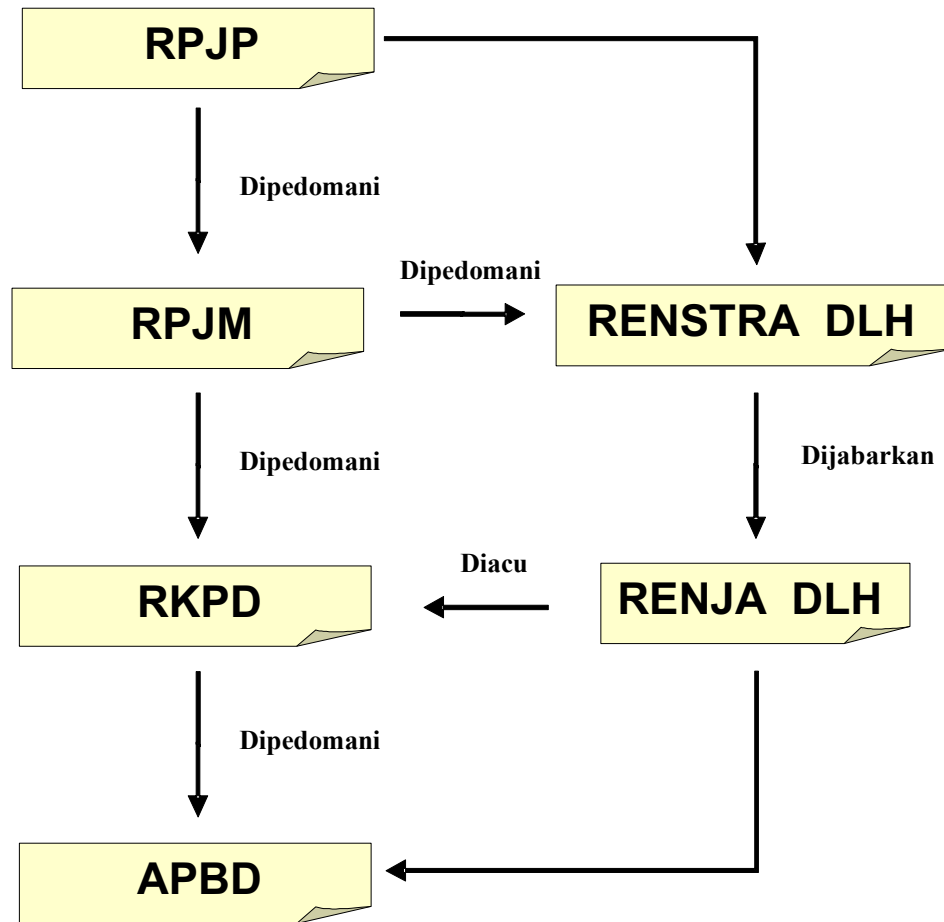 RPJP
Dipedomani
Dipedomani
RPJM
RENSTRA DLH
Dipedomani
Dijabarkan
Diacu
RKPD
RENJA DLH
Dipedomani
APBD